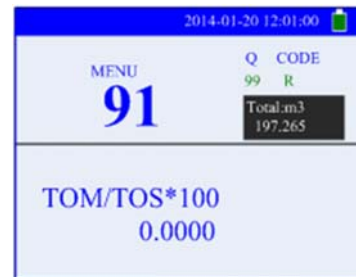 2014-01-20 12:01:00
MENU
91
Q CODE
99 R
Total:m3
197.265
TOM/TOS*100
0.0000